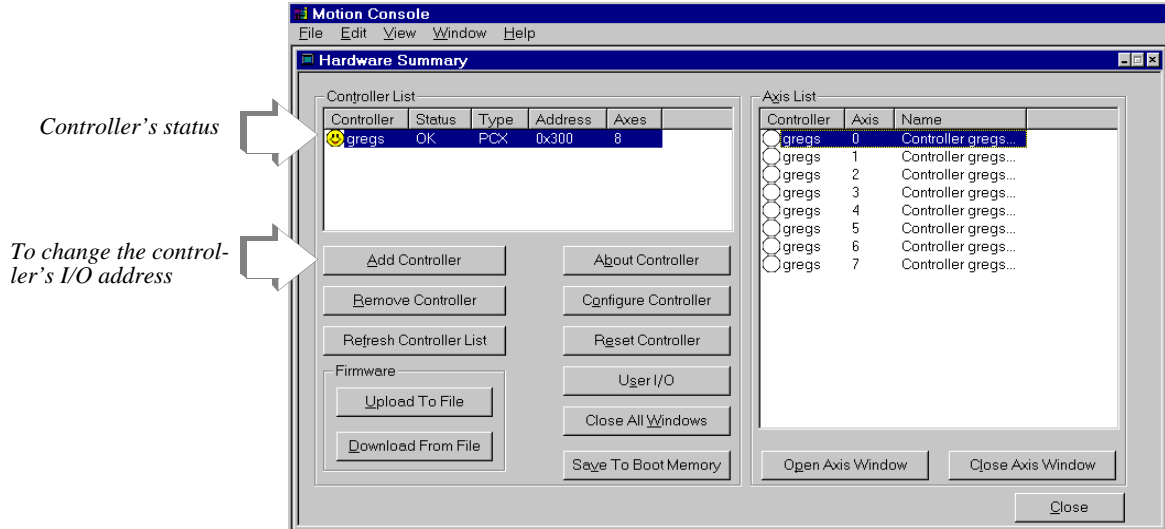 Motion Console
File Edit View Window Help
Hardware Summary
Controller's status
To change the control-
ler's I/O address
Controller List
Controller Status Type Address Axes
gregs OK PCX 0x300 8
Add Controller
About Controller
Remove Controller
Configure Controller
Refresh Controller List
Reset Controller
Firmware
Upload To File
Download From File
User I/O
Close All Windows
Save To Boot Memory
Axis List
Controller Axis Name
gregs 0 Controller gregs...
gregs 1 Controller gregs...
gregs 2 Controller gregs...
gregs 3 Controller gregs...
gregs 4 Controller gregs...
gregs 5 Controller gregs...
gregs 6 Controller gregs...
gregs 7 Controller gregs...
Open Axis Window
Close Axis Window
Close